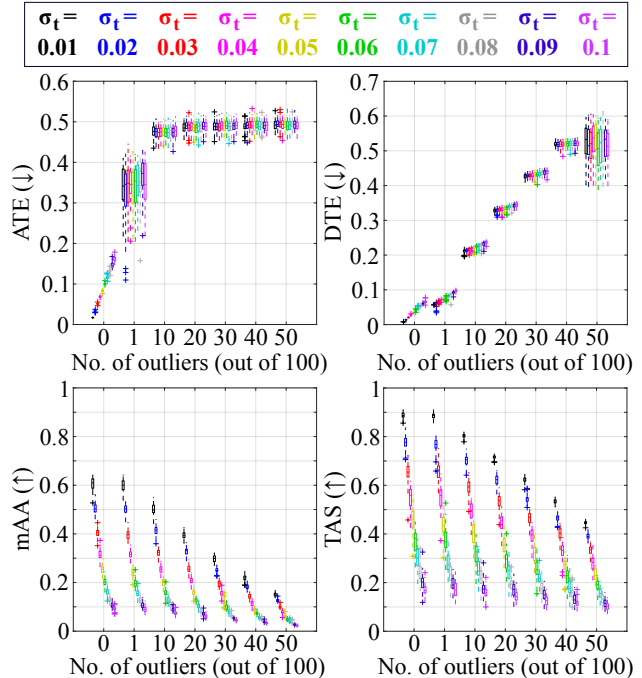 σt= σt= σt= σt= σt= σt= σt= σt= σt= σt=
0.01 0.02 0.03 0.04 0.05 0.06 0.07 0.08 0.09 0.1
0.6
0.5
0.4
0.3
0.2
0.1
0
ATE (↓)
0 1 10 20 30 40 50
No. of outliers (out of 100)
0.7
0.6
0.5
0.4
0.3
0.2
0.1
0
DTE (↓)
0 1 10 20 30 40 50
No. of outliers (out of 100)
1
0.8
0.6
0.4
0.2
0
mAA (↑)
0 1 10 20 30 40 50
No. of outliers (out of 100)
1
0.8
0.6
0.4
0.2
0
TAS (↑)
0 1 10 20 30 40 50
No. of outliers (out of 100)